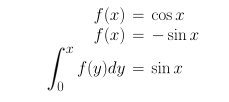 f(x) = cos x
f(x) = − sin x
∫₀ˣ f(y)dy = sin x